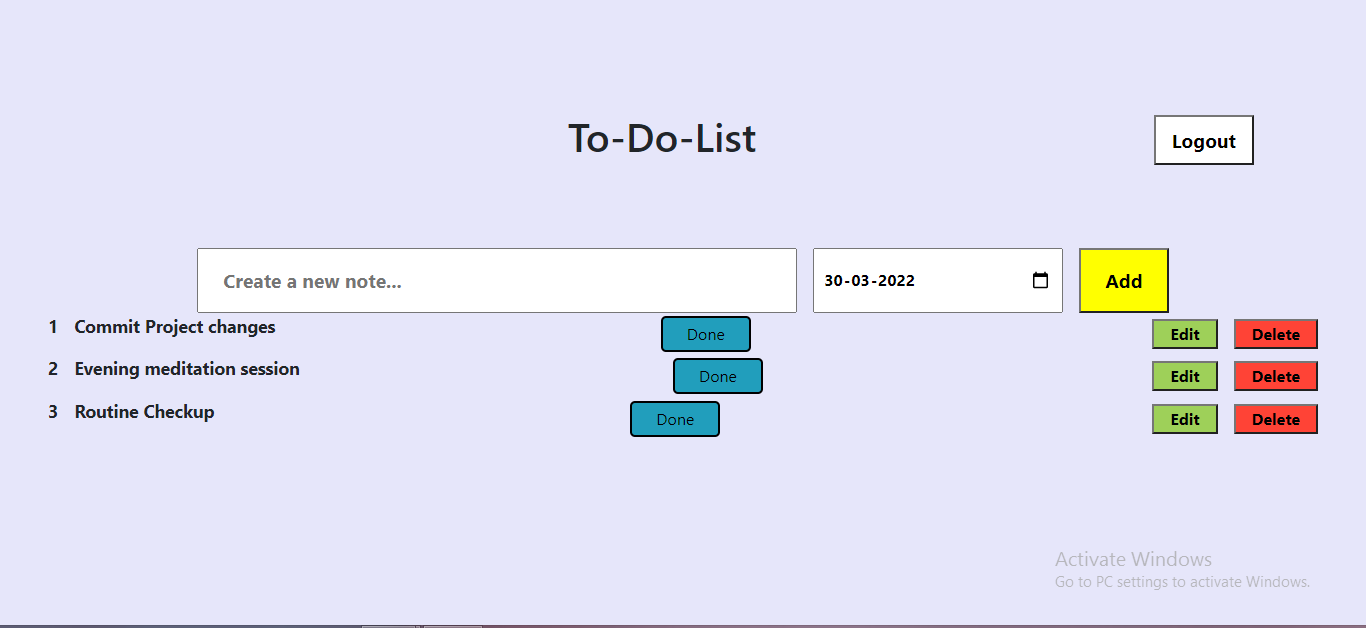 To-Do-List
Logout
Create a new note...
30-03-2022
Add
1 Commit Project changes Done Edit Delete
2 Evening meditation session Done Edit Delete
3 Routine Checkup Done Edit Delete
Activate Windows
Go to PC settings to activate Windows.